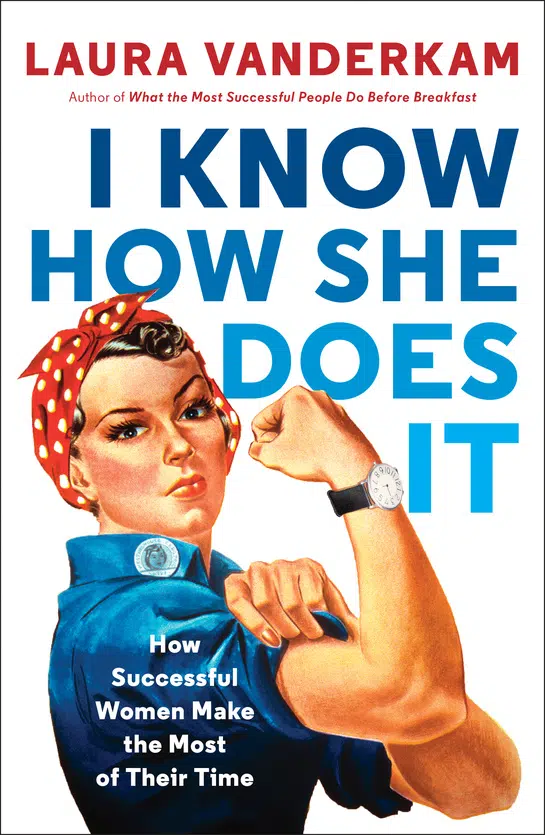 LAURA VANDERKAM
Author of What the Most Successful People Do Before Breakfast
I KNOW
HOW SHE
DOES
IT
How
Successful
Women Make
the Most
of Their Time